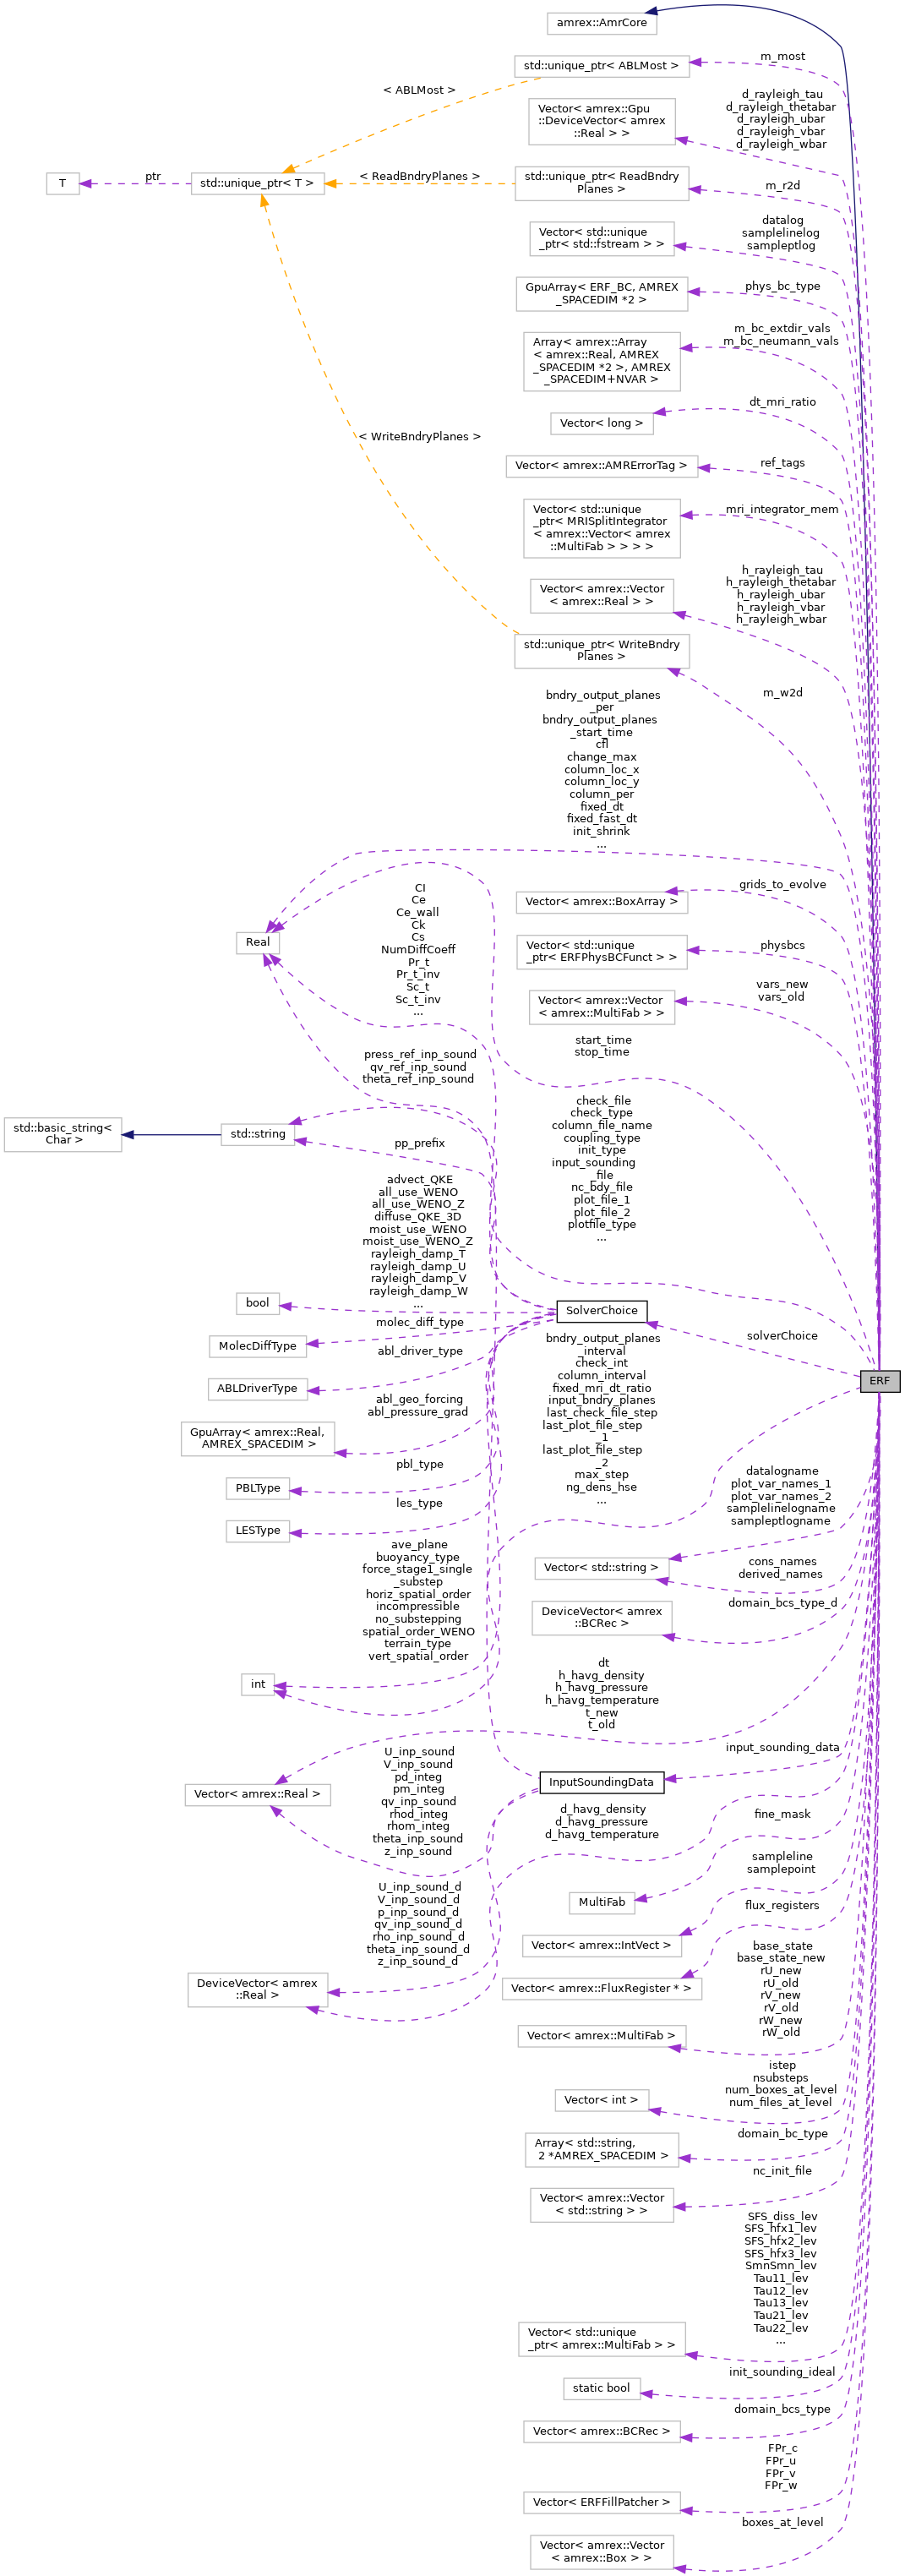 amrex::AmrCore
std::unique_ptr< ABLMost >
m_most
< ABLMost >
Vector< amrex::Gpu
::DeviceVector< amrex
::Real > >
d_rayleigh_tau
d_rayleigh_thetabar
d_rayleigh_ubar
d_rayleigh_vbar
d_rayleigh_wbar
T
ptr
std::unique_ptr< T >
< ReadBndryPlanes >
std::unique_ptr< ReadBndry
Planes >
m_r2d
Vector< std::unique
_ptr< std::fstream > >
datalog
samplelinelog
sampleptlog
GpuArray< ERF_BC, AMREX
_SPACEDIM *2 >
phys_bc_type
Array< amrex::Array
< amrex::Real, AMREX
_SPACEDIM *2 >, AMREX
_SPACEDIM+NVAR >
m_bc_extdir_vals
m_bc_neumann_vals
Vector< long >
dt_mri_ratio
< WriteBndryPlanes >
Vector< amrex::AMRErrorTag >
ref_tags
Vector< std::unique
_ptr< MRISplitIntegrator
< amrex::Vector< amrex
::MultiFab > > > >
mri_integrator_mem
Vector< amrex::Vector
< amrex::Real > >
h_rayleigh_tau
h_rayleigh_thetabar
h_rayleigh_ubar
h_rayleigh_vbar
h_rayleigh_wbar
std::unique_ptr< WriteBndry
Planes >
m_w2d
bndry_output_planes
_per
bndry_output_planes
_start_time
cfl
change_max
column_loc_x
column_loc_y
column_per
fixed_dt
fixed_fast_dt
init_shrink
...
Real
CI
Ce
Ce_wall
Ck
Cs
NumDiffCoeff
Pr_t
Pr_t_inv
Sc_t
Sc_t_inv
...
Vector< amrex::BoxArray >
grids_to_evolve
Vector< std::unique
_ptr< ERFPhysBCFunct > >
physbcs
Vector< amrex::Vector
< amrex::MultiFab > >
vars_new
vars_old
start_time
stop_time
press_ref_inp_sound
qv_ref_inp_sound
theta_ref_inp_sound
std::basic_string<
Char >
std::string
pp_prefix
check_file
check_type
column_file_name
coupling_type
init_type
input_sounding
_file
nc_bdy_file
plot_file_1
plot_file_2
plotfile_type
...
advect_QKE
all_use_WENO
all_use_WENO_Z
diffuse_QKE_3D
moist_use_WENO
moist_use_WENO_Z
rayleigh_damp_T
rayleigh_damp_U
rayleigh_damp_V
rayleigh_damp_W
...
bool
SolverChoice
solverChoice
MolecDiffType
molec_diff_type
ABLDriverType
abl_driver_type
ERF
GpuArray< amrex::Real,
AMREX_SPACEDIM >
abl_geo_forcing
abl_pressure_grad
bndry_output_planes
_interval
check_int
column_interval
fixed_mri_dt_ratio
input_bndry_planes
last_check_file_step
last_plot_file_step
_1
last_plot_file_step
_2
max_step
ng_dens_hse
...
PBLType
pbl_type
LESType
les_type
datalogname
plot_var_names_1
plot_var_names_2
samplelinelogname
sampleptlogname
Vector< std::string >
cons_names
derived_names
ave_plane
buoyancy_type
force_stage1_single
_substep
horiz_spatial_order
incompressible
no_substepping
spatial_order_WENO
terrain_type
vert_spatial_order
int
DeviceVector< amrex
::BCRec >
domain_bcs_type_d
dt
h_havg_density
h_havg_pressure
h_havg_temperature
t_new
t_old
Vector< amrex::Real >
U_inp_sound
V_inp_sound
pd_integ
pm_integ
qv_inp_sound
rhod_integ
rhom_integ
theta_inp_sound
z_inp_sound
InputSoundingData
input_sounding_data
d_havg_density
d_havg_pressure
d_havg_temperature
MultiFab
fine_mask
U_inp_sound_d
V_inp_sound_d
p_inp_sound_d
qv_inp_sound_d
rho_inp_sound_d
theta_inp_sound_d
z_inp_sound_d
DeviceVector< amrex
::Real >
Vector< amrex::IntVect >
sampleline
samplepoint
Vector< amrex::FluxRegister * >
flux_registers
Vector< amrex::MultiFab >
base_state
base_state_new
rU_new
rU_old
rV_new
rV_old
rW_new
rW_old
Vector< int >
istep
nsubsteps
num_boxes_at_level
num_files_at_level
Array< std::string,
2 *AMREX_SPACEDIM >
domain_bc_type
Vector< amrex::Vector
< std::string > >
nc_init_file
Vector< std::unique
_ptr< amrex::MultiFab > >
SFS_diss_lev
SFS_hfx1_lev
SFS_hfx2_lev
SFS_hfx3_lev
SmnSmn_lev
Tau11_lev
Tau12_lev
Tau13_lev
Tau21_lev
Tau22_lev
...
static bool
init_sounding_ideal
Vector< amrex::BCRec >
domain_bcs_type
Vector< ERFFillPatcher >
FPr_c
FPr_u
FPr_v
FPr_w
Vector< amrex::Vector
< amrex::Box > >
boxes_at_level